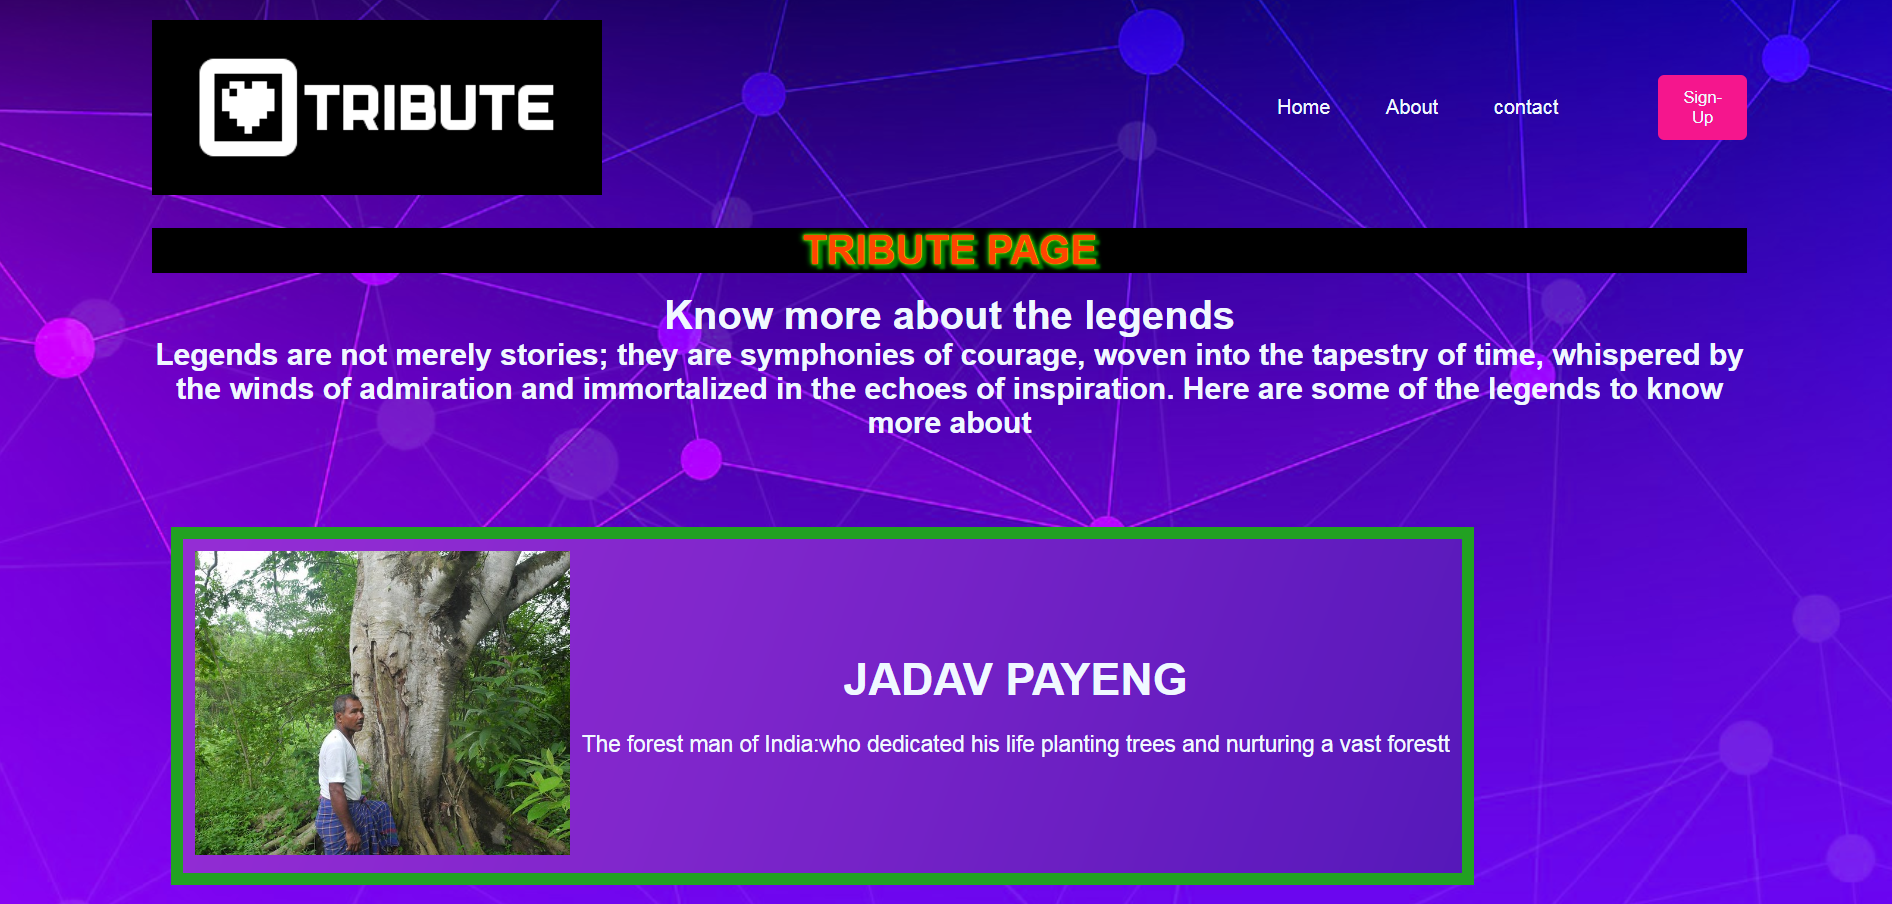 TRIBUTE
Home
About
contact
Sign-
Up
TRIBUTE PAGE
Know more about the legends
Legends are not merely stories; they are symphonies of courage, woven into the tapestry of time, whispered by
the winds of admiration and immortalized in the echoes of inspiration. Here are some of the legends to know
more about
JADAV PAYENG
The forest man of India:who dedicated his life planting trees and nurturing a vast forestt